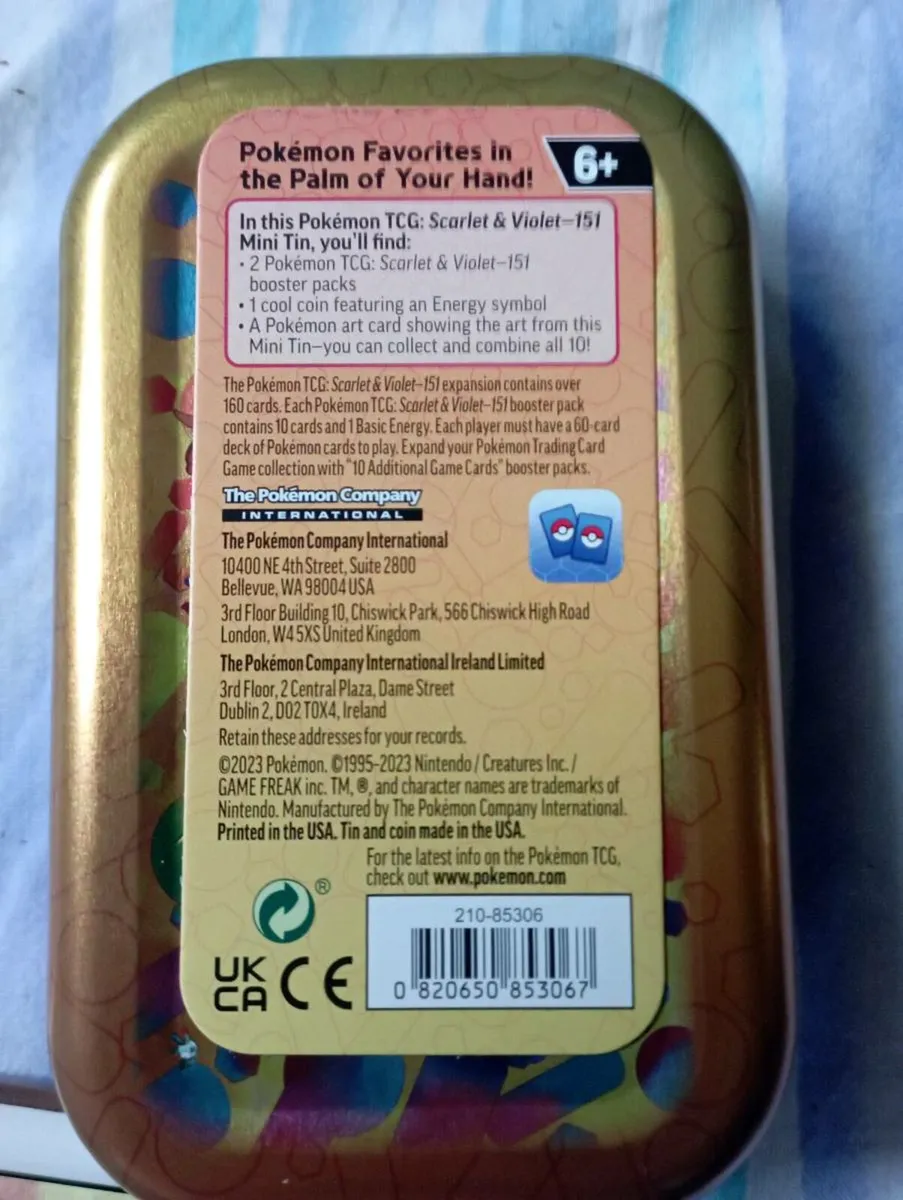 Pokémon Favorites in
the Palm of Your Hand!
6+
In this Pokémon TCG: Scarlet & Violet–151
Mini Tin, you'll find:
• 2 Pokémon TCG: Scarlet & Violet–151
booster packs
• 1 cool coin featuring an Energy symbol
• A Pokémon art card showing the art from this
Mini Tin—you can collect and combine all 10!
The Pokémon TCG: Scarlet & Violet–151 expansion contains over
160 cards. Each Pokémon TCG: Scarlet & Violet–151 booster pack
contains 10 cards and 1 Basic Energy. Each player must have a 60-card
deck of Pokémon cards to play. Expand your Pokémon Trading Card
Game collection with "10 Additional Game Cards" booster packs.
The Pokémon Company
INTERNATIONAL
The Pokémon Company International
10400 NE 4th Street, Suite 2800
Bellevue, WA 98004 USA
3rd Floor Building 10, Chiswick Park, 566 Chiswick High Road
London, W4 5XS United Kingdom
The Pokémon Company International Ireland Limited
3rd Floor, 2 Central Plaza, Dame Street
Dublin 2, D02 T0X4, Ireland
Retain these addresses for your records.
©2023 Pokémon. ©1995–2023 Nintendo / Creatures Inc. /
GAME FREAK inc. TM, ®, and character names are trademarks of
Nintendo. Manufactured by The Pokémon Company International.
Printed in the USA. Tin and coin made in the USA.
For the latest info on the Pokémon TCG,
check out www.pokemon.com
®
210-85306
UK
CA CE
0 820650 853067